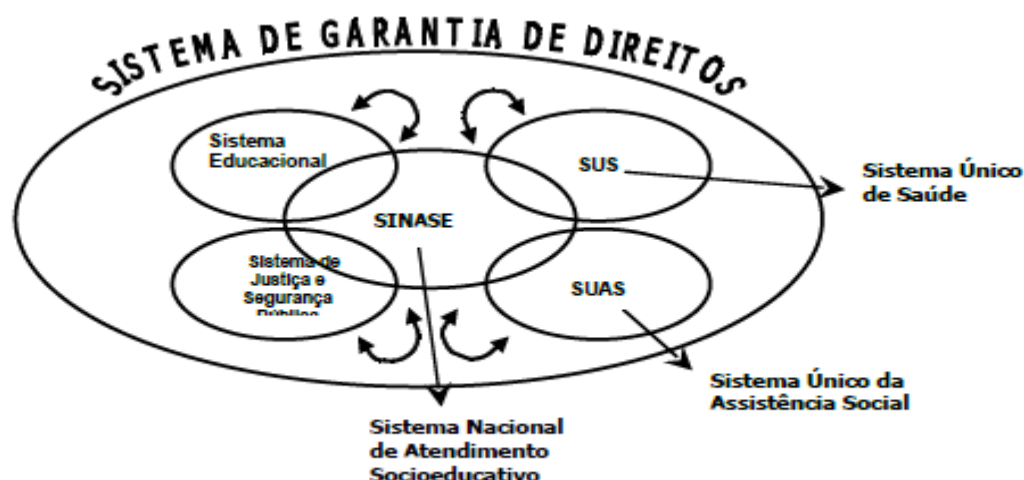 SISTEMA DE GARANTIA DE DIREITOS
Sistema
Educacional
SUS
Sistema Único
de Saúde
SINASE
Sistema de
Justiça e
Segurança
Pública
SUAS
Sistema Único da
Assistência Social
Sistema Nacional
de Atendimento
Socioeducativo